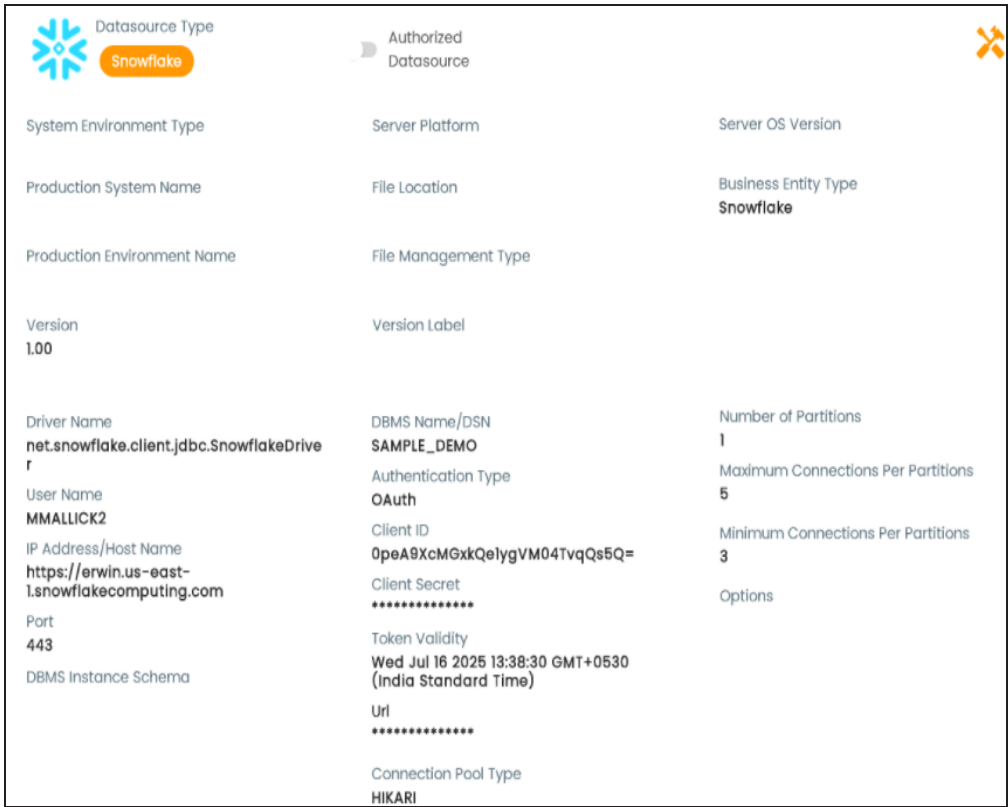 Datasource Type
Snowflake
Authorized
Datasource
System Environment Type
Server Platform
Server OS Version
Production System Name
File Location
Business Entity Type
Snowflake
Production Environment Name
File Management Type
Version
1.00
Version Label
Driver Name
net.snowflake.client.jdbc.SnowflakeDrive
r
User Name
MMALLICK2
IP Address/Host Name
https://erwin.us-east-
1.snowflakecomputing.com
Port
443
DBMS Instance Schema
DBMS Name/DSN
SAMPLE_DEMO
Authentication Type
OAuth
Client ID
0peA9XcMGxkQe1ygVM04TvqQs5Q=
Client Secret
**************
Token Validity
Wed Jul 16 2025 13:38:30 GMT+0530
(India Standard Time)
Url
**************
Connection Pool Type
HIKARI
Number of Partitions
1
Maximum Connections Per Partitions
5
Minimum Connections Per Partitions
3
Options